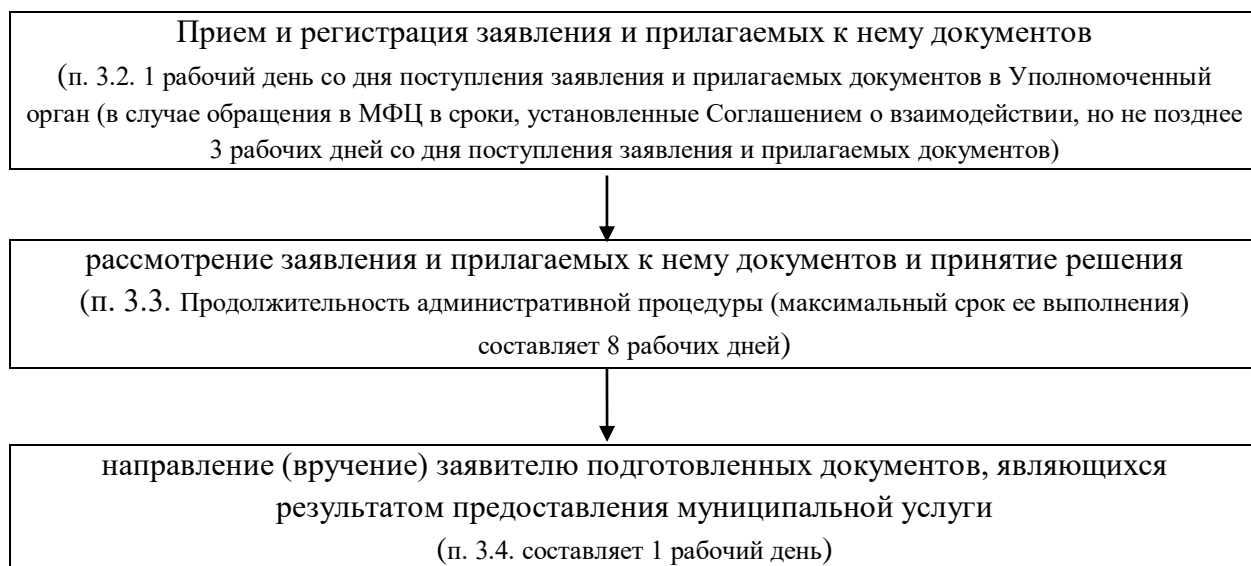 Прием и регистрация заявления и прилагаемых к нему документов
(п. 3.2. 1 рабочий день со дня поступления заявления и прилагаемых документов в Уполномоченный
орган (в случае обращения в МФЦ в сроки, установленные Соглашением о взаимодействии, но не позднее
3 рабочих дней со дня поступления заявления и прилагаемых документов)
рассмотрение заявления и прилагаемых к нему документов и принятие решения
(п. 3.3. Продолжительность административной процедуры (максимальный срок ее выполнения)
составляет 8 рабочих дней)
направление (вручение) заявителю подготовленных документов, являющихся
результатом предоставления муниципальной услуги
(п. 3.4. составляет 1 рабочий день)